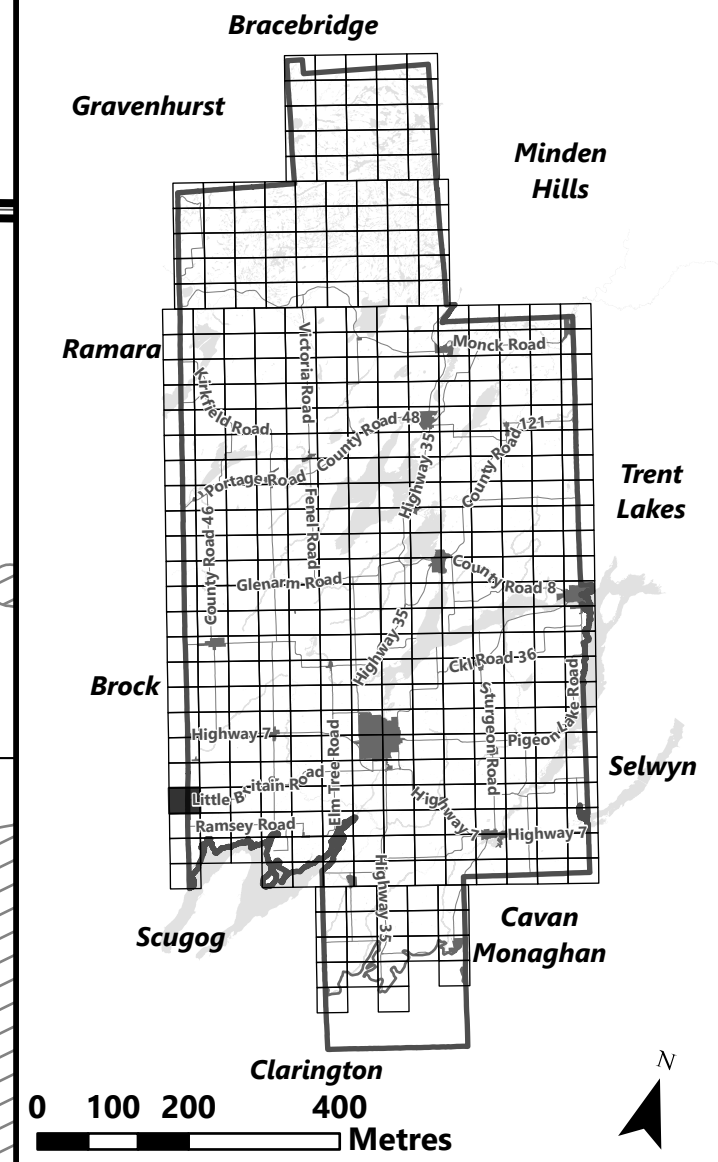 Bracebridge
Gravenhurst
Minden
Hills
Ramara
Victoria Road
Monck Road
Kirkfield Road
County Road 48
Highway 35
County Road 121
Portage Road
Trent
Lakes
Fenel Road
County Road 46
Glenarm Road
County Road 8
Highway 35
Ckl Road 36
Brock
Sturgeon Road
Pigeon Lake Road
Highway 7
Elm Tree Road
Selwyn
Little Britain Road
Ramsey Road
Highway 7
Highway 7
Highway 35
Scugog
Cavan
Monaghan
Clarington
N
0 100 200 400
Metres